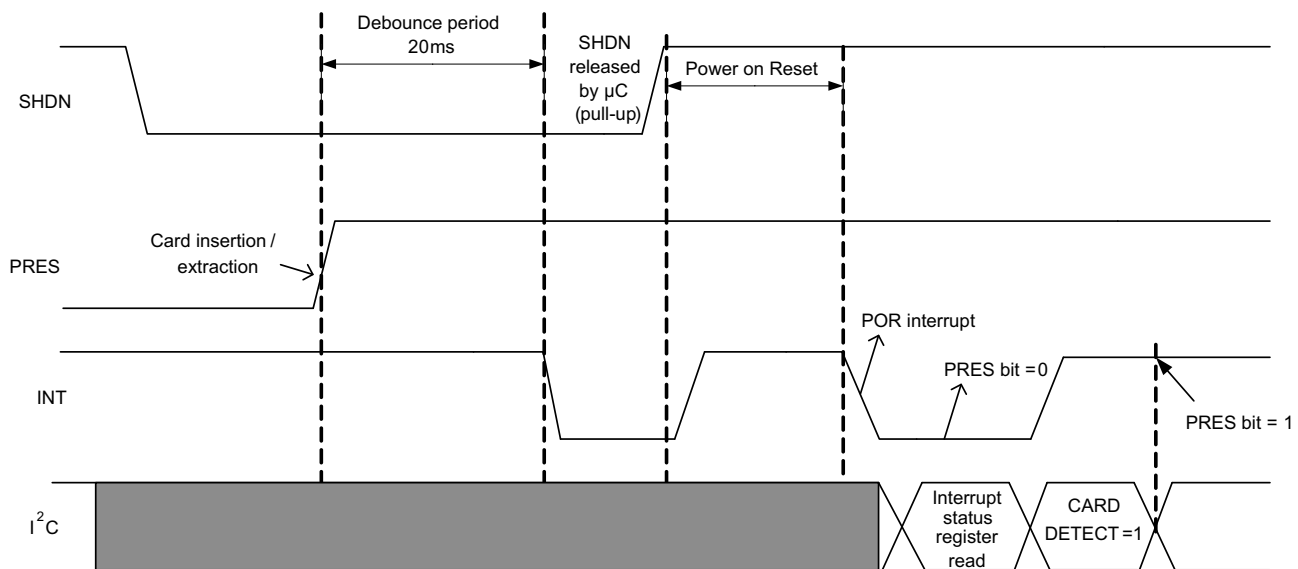 Debounce period
20ms
SHDN
released
by µC
(pull-up)
Power on Reset
SHDN
Card insertion /
extraction
PRES
POR interrupt
PRES bit =0
INT
PRES bit = 1
I²C
Interrupt
status
register
read
CARD
DETECT=1